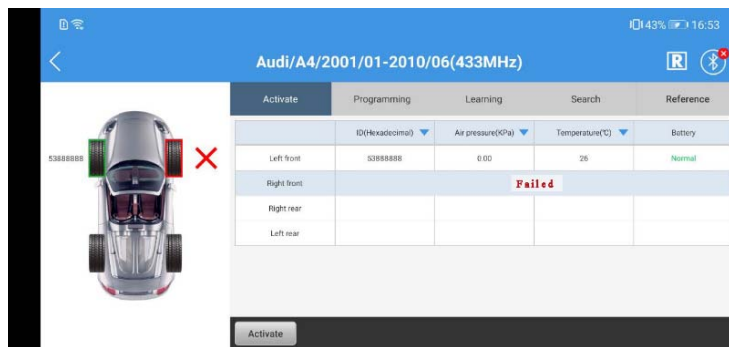 43% 16:53
Audi/A4/2001/01-2010/06(433MHz) R
Activate Programming Learning Search Reference
ID(Hexadecimal) Air pressure(KPa) Temperature(℃) Battery
53888888
Left front 53888888 0.00 26 Normal
Right front Failed
Right rear
Left rear
Activate